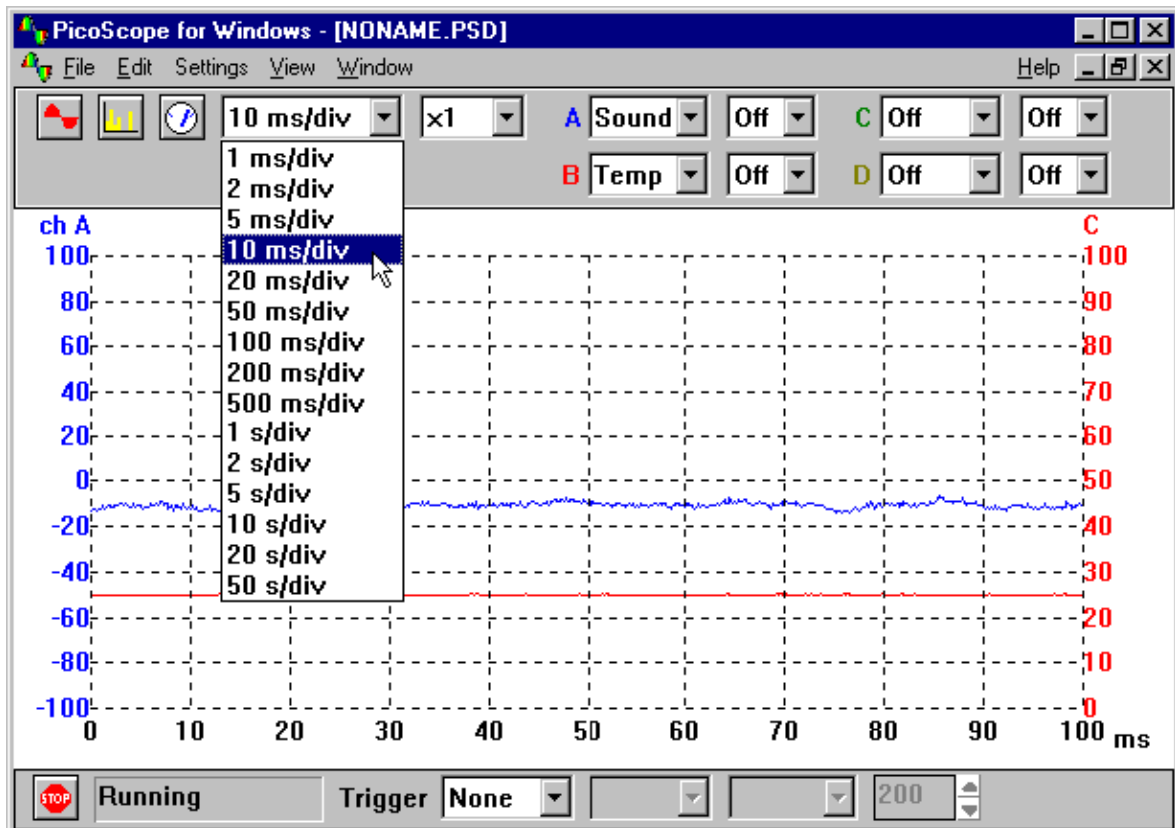 PicoScope for Windows - [NONAME.PSD]
File Edit Settings View Window Help
10 ms/div x1 A Sound Off C Off Off
B Temp Off D Off Off
1 ms/div
2 ms/div
5 ms/div
10 ms/div
20 ms/div
50 ms/div
100 ms/div
200 ms/div
500 ms/div
1 s/div
2 s/div
5 s/div
10 s/div
20 s/div
50 s/div
ch A
100
80
60
40
20
0
-20
-40
-60
-80
-100
C
100
90
80
70
60
50
40
30
20
10
0
0 10 20 30 40 50 60 70 80 90 100 ms
STOP Running Trigger None 200